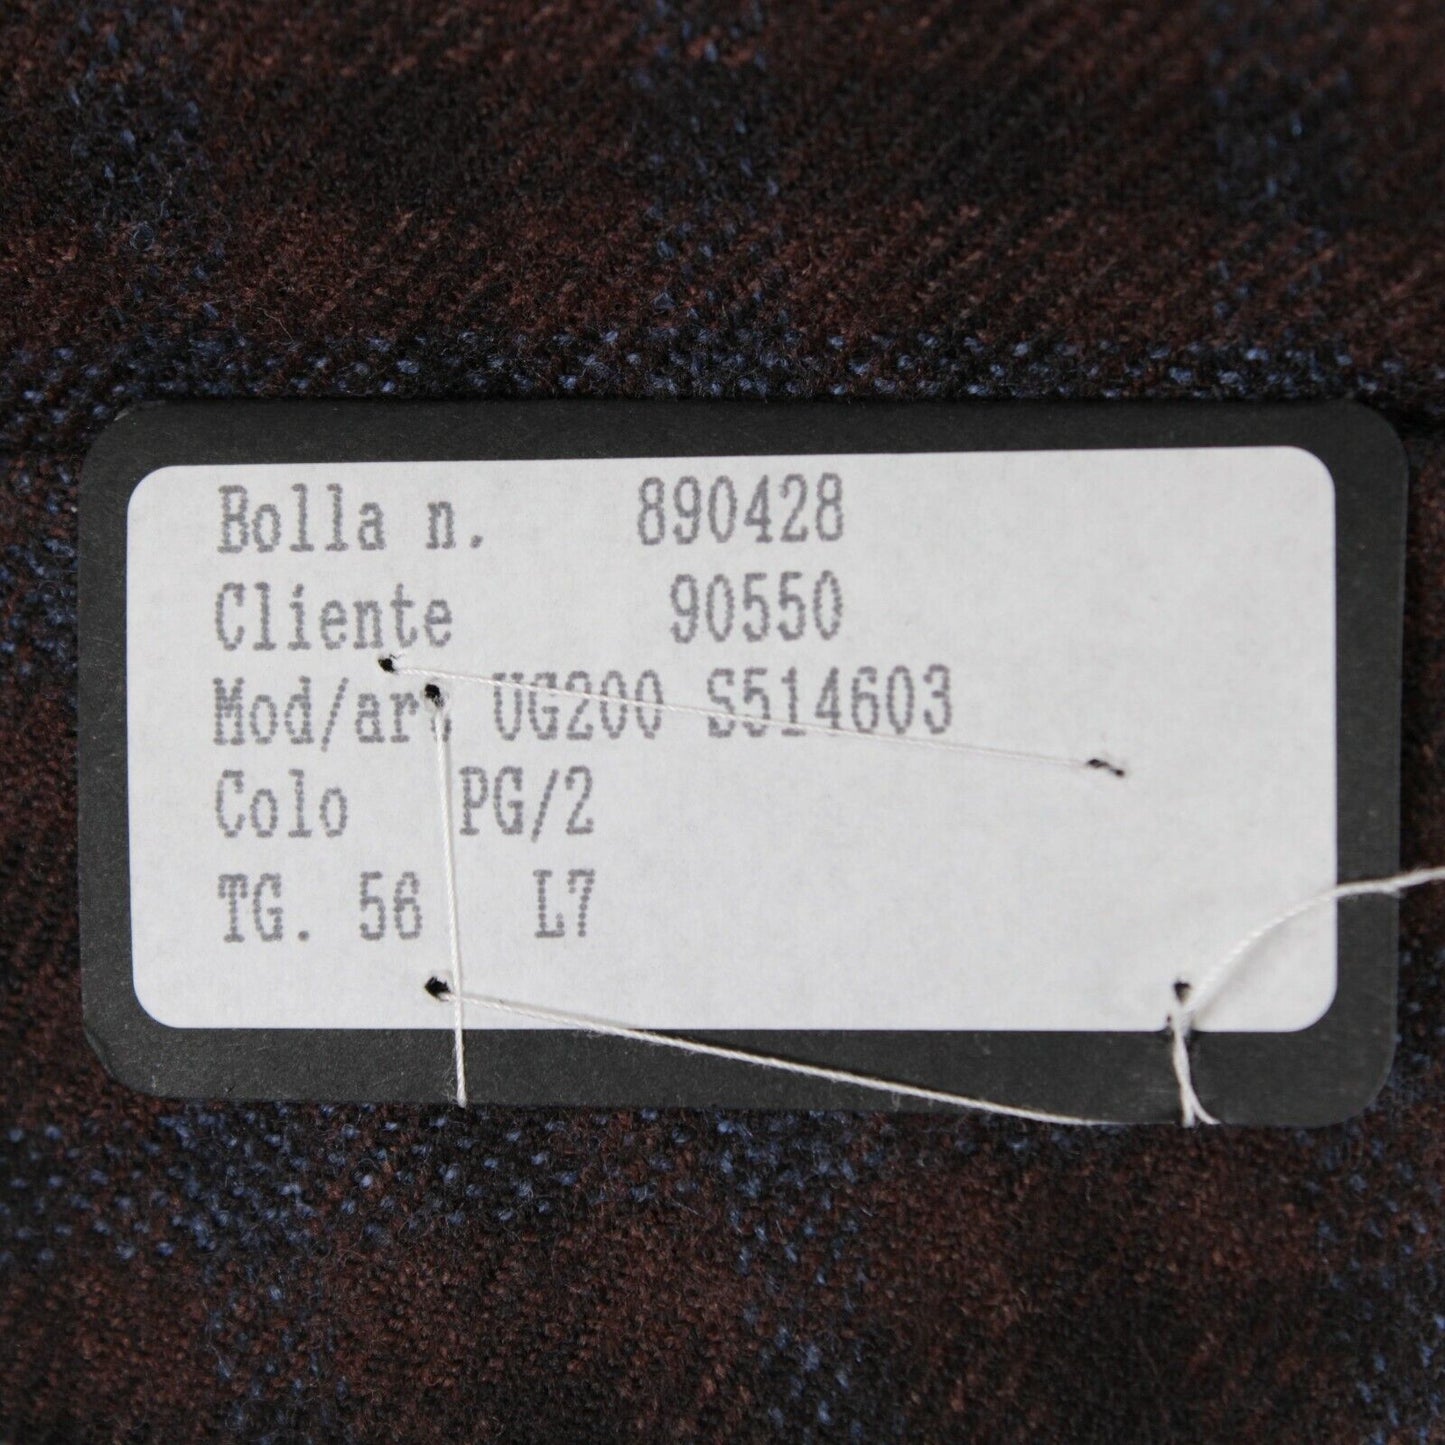 Bolla n. 890428
Cliente 90550
Mod/art UG200 S514603
Colo PG/2
TG. 56 L7